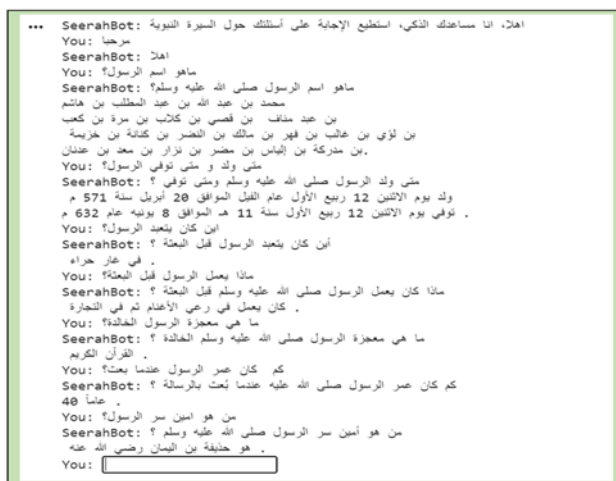 ... SeerahBot: اهلا، انا مساعدك الذكي، استطيع الإجابة على أسئلتك حول السيرة النبوية
You: مرحبا
SeerahBot: اهلا
You: ماهو اسم الرسول؟
SeerahBot: ماهو اسم الرسول صلى الله عليه وسلم؟
محمد بن عبد الله بن عبد المطلب بن هاشم
بن عبد مناف بن قصي بن كلاب بن مرة بن كعب
بن لؤي بن غالب بن فهر بن مالك بن النضر بن كنانة بن خزيمة
بن مدركة بن إلياس بن مضر بن نزار بن معد بن عدنان.
You: متى ولد و متى توفي الرسول؟
SeerahBot: متى ولد الرسول صلى الله عليه وسلم ومتى توفي ؟
ولد يوم الاثنين 12 ربيع الأول عام الفيل الموافق 20 أبريل سنة 571 م
توفي يوم الاثنين 12 ربيع الأول سنة 11 هـ الموافق 8 يونيه عام 632 م .
You: اين كان يتعبد الرسول؟
SeerahBot: أين كان يتعبد الرسول قبل البعثة ؟
في غار حراء .
You: ماذا يعمل الرسول قبل البعثة؟
SeerahBot: ماذا كان يعمل الرسول صلى الله عليه وسلم قبل البعثة ؟
كان يعمل في رعي الأغنام ثم في التجارة .
You: ما هي معجزة الرسول الخالدة؟
SeerahBot: ما هي معجزة الرسول صلى الله عليه وسلم الخالدة ؟
القرآن الكريم .
You: كم كان عمر الرسول عندما بعث؟
SeerahBot: كم كان عمر الرسول صلى الله عليه عندما بُعث بالرسالة ؟
40 عاماً .
You: من هو امين سر الرسول؟
SeerahBot: من هو أمين سر الرسول صلى الله عليه وسلم ؟
هو حذيفة بن اليمان رضي الله عنه .
You: